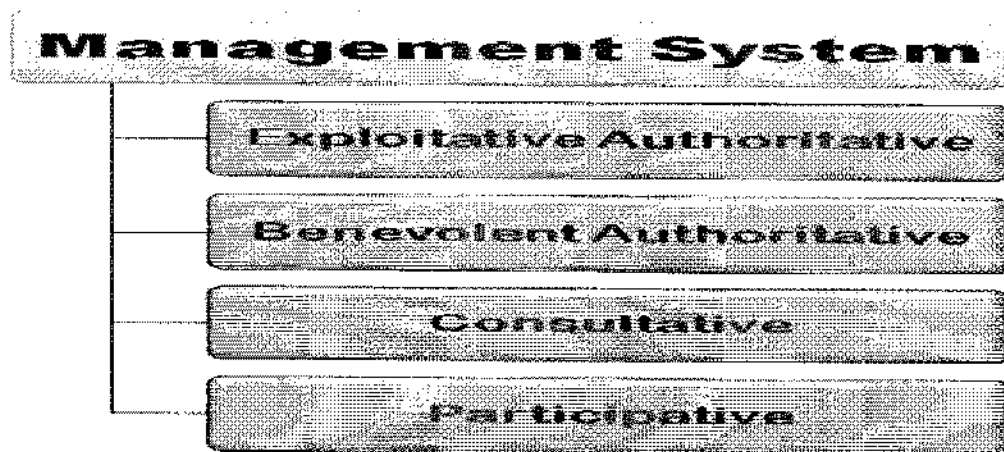 Management System
Exploitative Authoritative
Benevolent Authoritative
Consultative
Participative